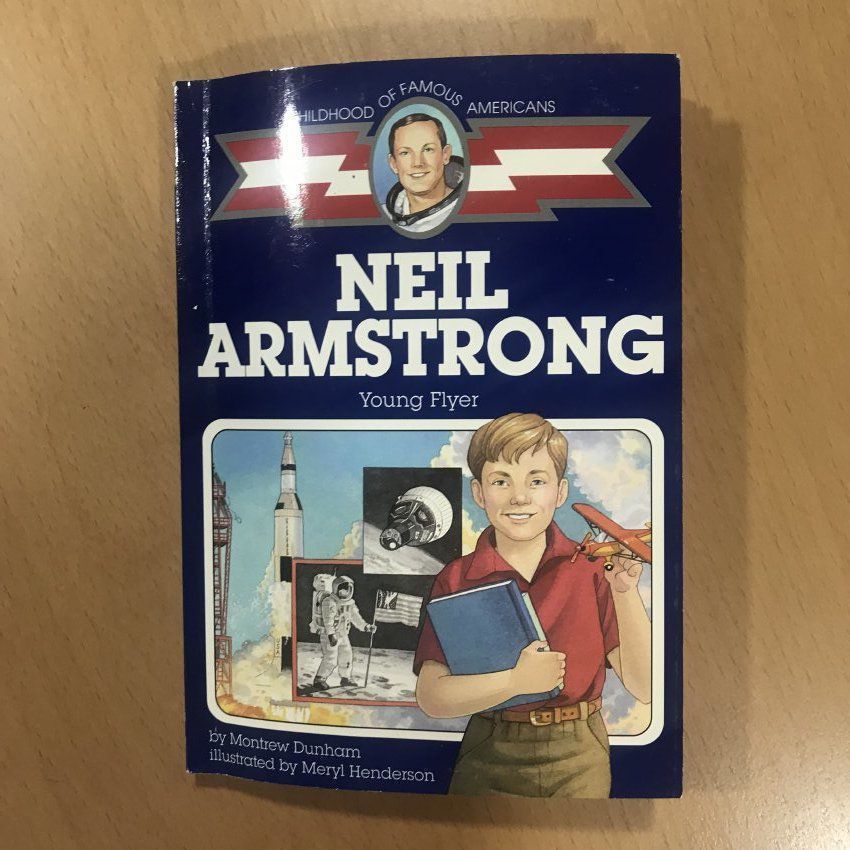 CHILDHOOD OF FAMOUS AMERICANS
NEIL
ARMSTRONG
Young Flyer
by Montrew Dunham
illustrated by Meryl Henderson